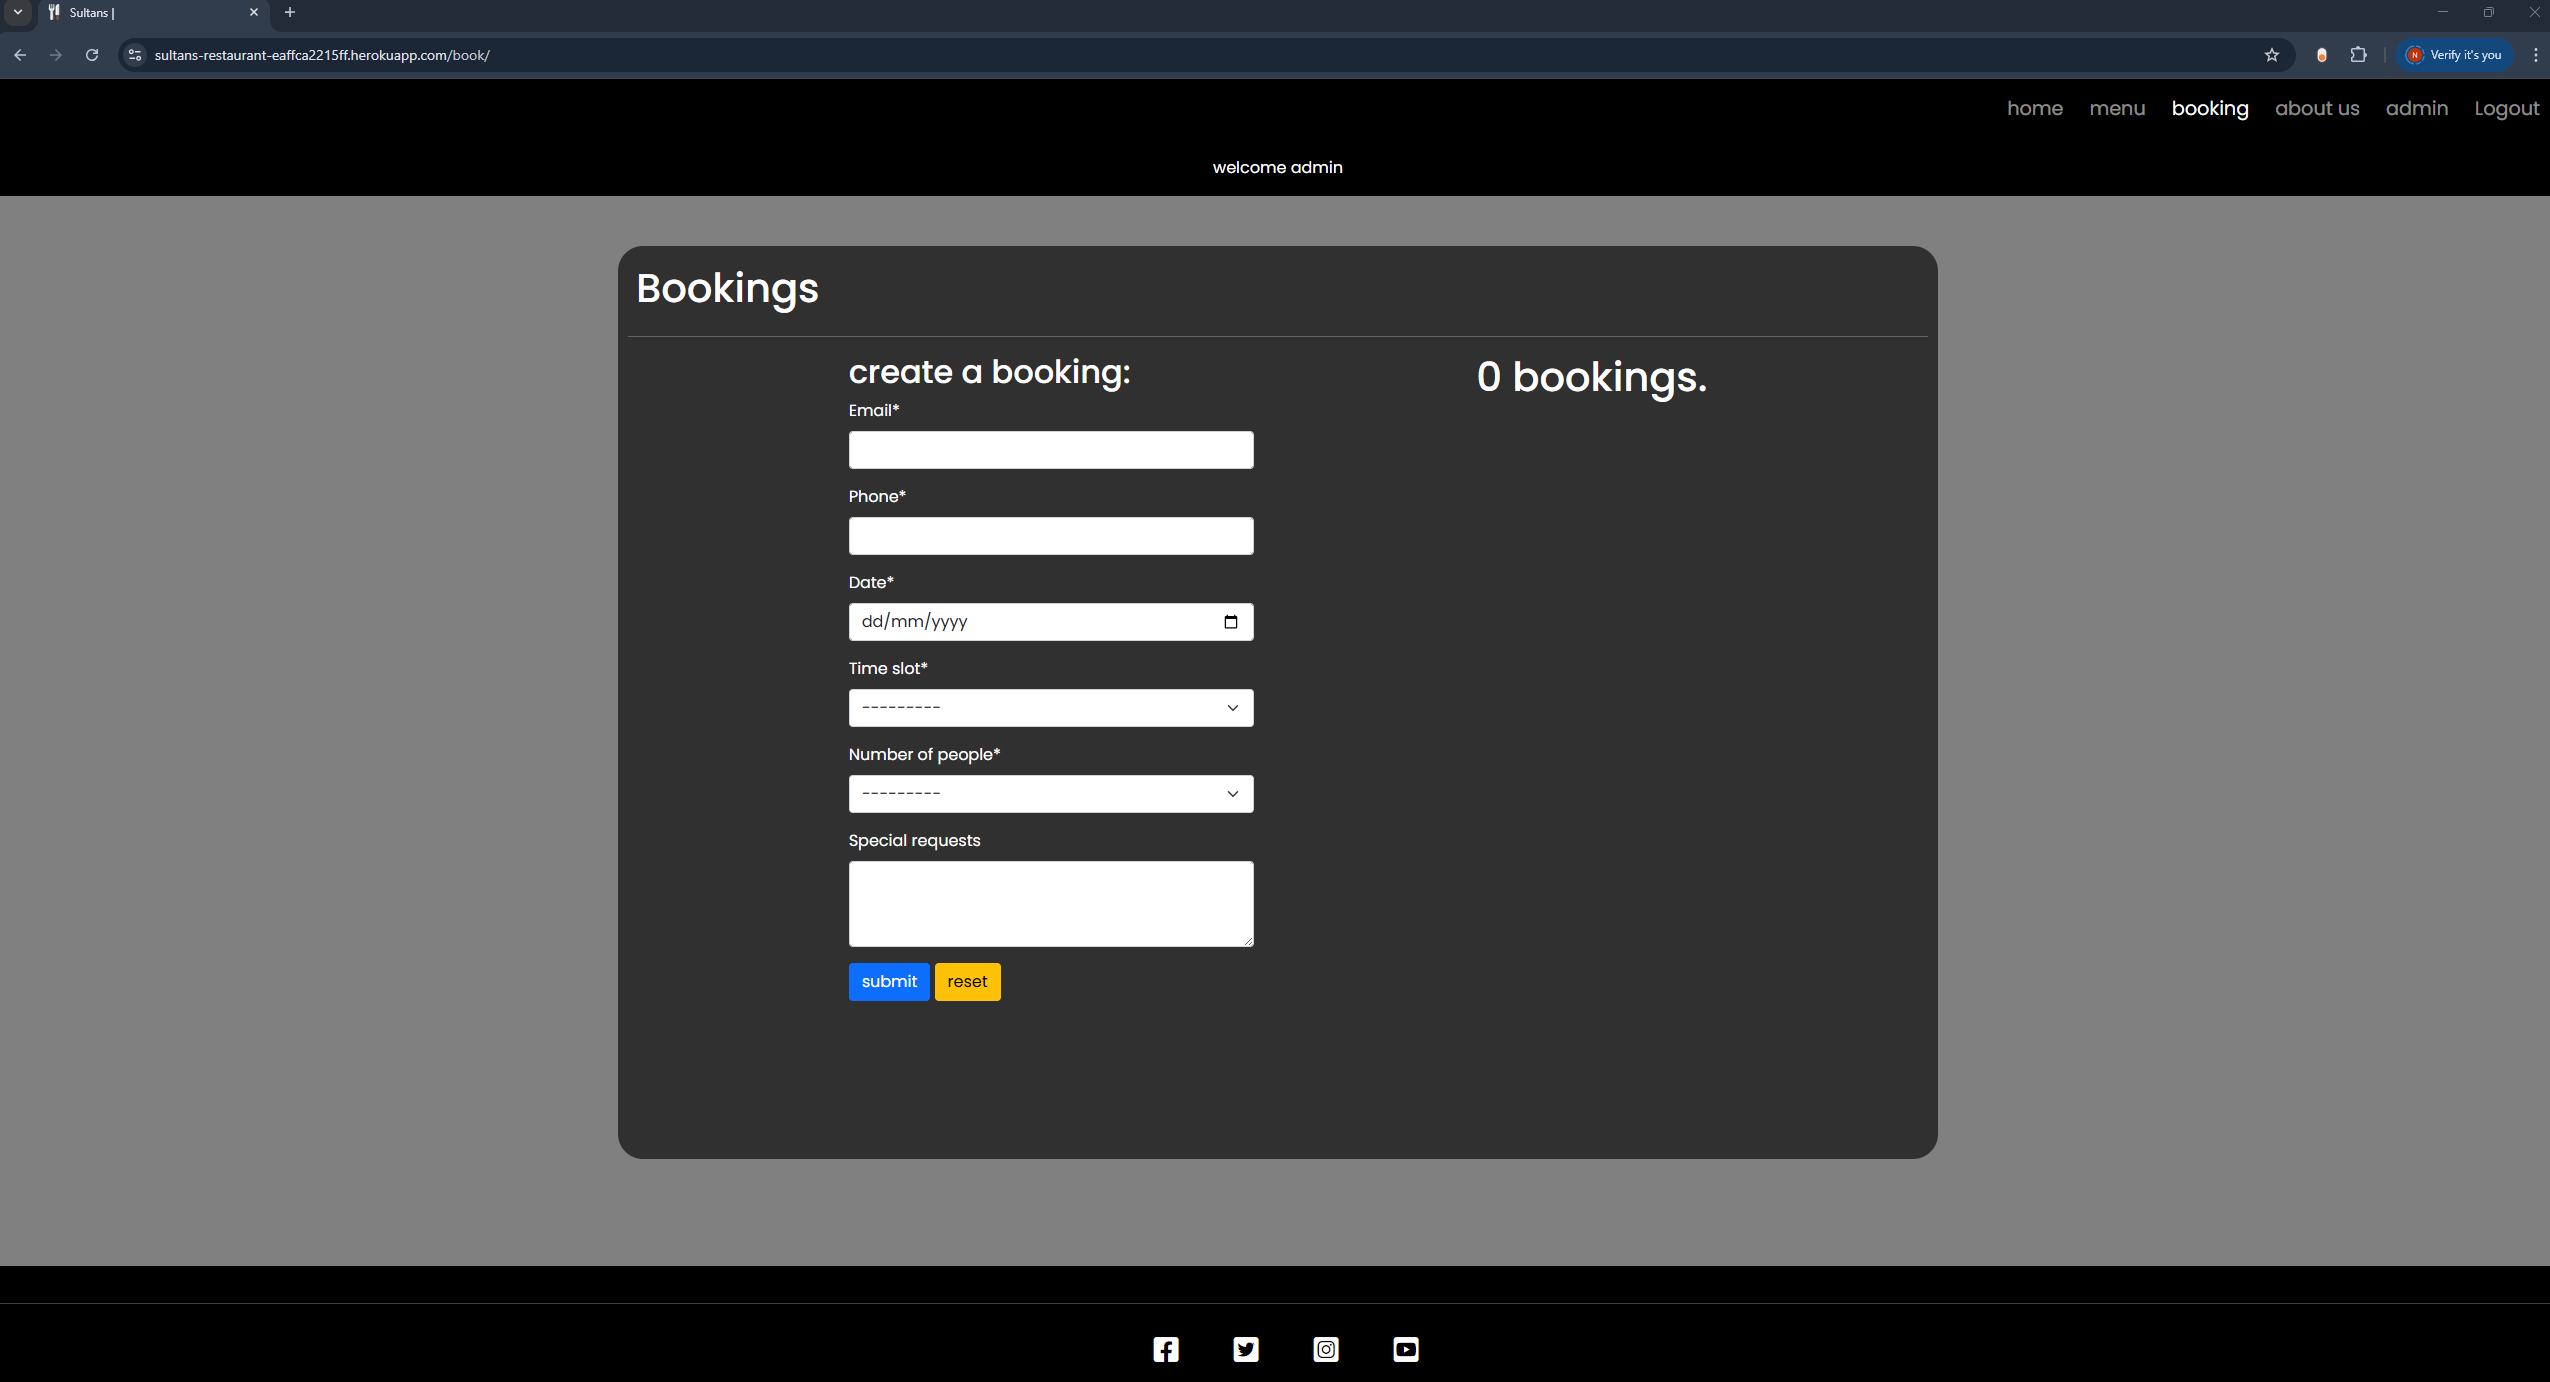 Sultans |
sultans-restaurant-eaffca2215ff.herokuapp.com/book/
N
Verify it's you
home menu booking about us admin Logout
welcome admin
Bookings
create a booking:
0 bookings.
Email*
Phone*
Date*
dd/mm/yyyy
Time slot*
---------
Number of people*
---------
Special requests
submit reset